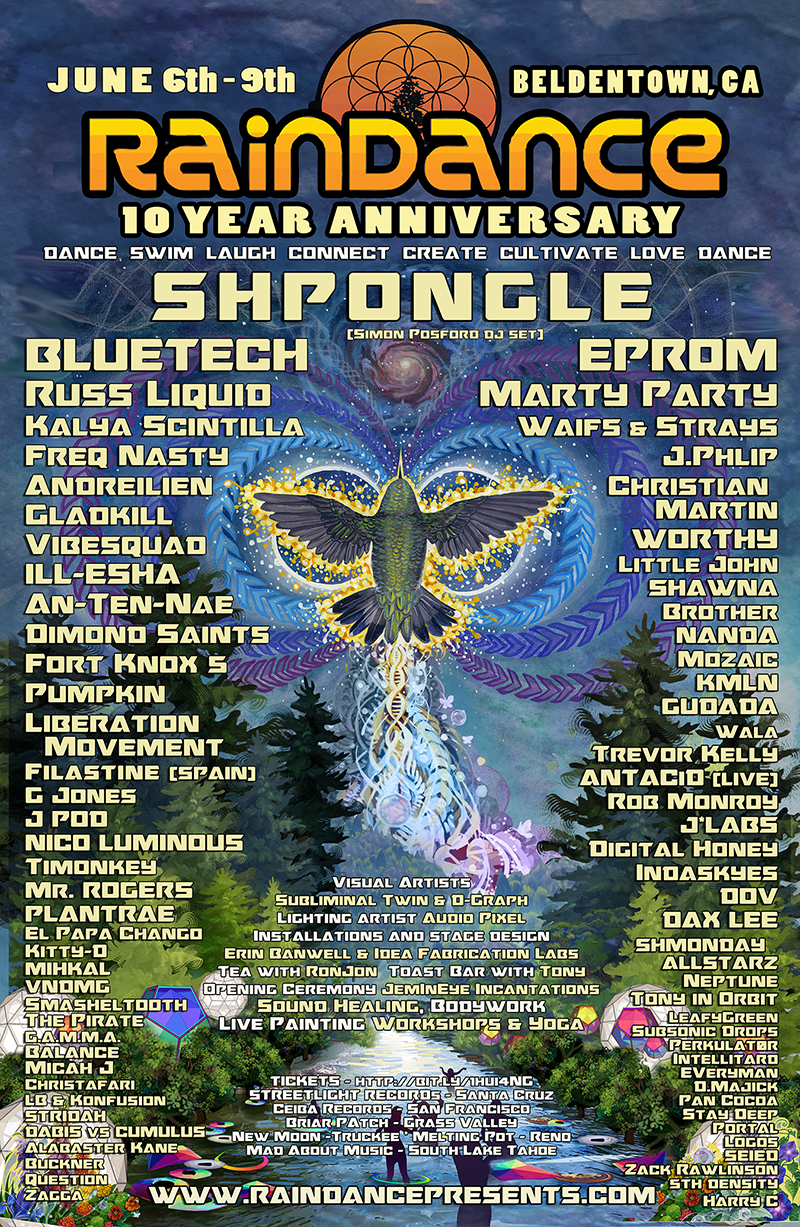 JUNE 6th - 9th
BELDENTOWN, CA
RAINDANCE
10 YEAR ANNIVERSARY
DANCE SWIM LAUGH CONNECT CREATE CULTIVATE LOVE DANCE
SHPONGLE
[SIMON POSFORD DJ SET]
BLUETECH
RUSS LIQUID
KALYA SCINTILLA
FREQ NASTY
ANDREILIEN
GLADKILL
VIBESQUAD
ILL-ESHA
AN-TEN-NAE
DIMOND SAINTS
FORT KNOX 5
PUMPKIN
LIBERATION
MOVEMENT
FILASTINE [SPAIN]
G JONES
J POD
NICO LUMINOUS
TIMONKEY
MR. ROGERS
PLANTRAE
EL PAPA CHANGO
KITTY-D
MIHKAL
VNDMG
SMASHELTOOTH
THE PIRATE
G.A.M.M.A.
BALANCE
MICAH J
CHRISTAFARI
LB & KONFUSION
STRIDAH
DABIS VS CUMULUS
ALABASTER KANE
BUCKNER
QUESTION
ZAGGA
EPROM
MARTY PARTY
WAIFS & STRAYS
J.PHLIP
CHRISTIAN
MARTIN
WORTHY
LITTLE JOHN
SHAWNA
BROTHER
NANDA
MOZAIC
KMLN
GUDADA
WALA
TREVOR KELLY
ANTACID [LIVE]
ROB MONROY
J*LABS
DIGITAL HONEY
INDASKYES
DOV
DAX LEE
SHMONDAY
ALLSTARZ
NEPTUNE
TONY IN ORBIT
LEAFYGREEN
SUBSONIC DROPS
PERKULATØR
INTELLITARD
EVERYMAN
D.MAJICK
PAN COCOA
STAY DEEP
PORTAL
LOGOS
SEIED
ZACK RAWLINSON
5TH DENSITY
HARRY C
VISUAL ARTISTS
SUBLIMINAL TWIN & D-GRAPH
LIGHTING ARTIST AUDIO PIXEL
INSTALLATIONS AND STAGE DESIGN
ERIN BANWELL & IDEA FABRICATION LABS
TEA WITH RONJON TOAST BAR WITH TONY
OPENING CEREMONY JEMINEYE INCANTATIONS
SOUND HEALING, BODYWORK
LIVE PAINTING WORKSHOPS & YOGA
TICKETS - HTTP://BIT.LY/1HUI4NG
STREETLIGHT RECORDS - SANTA CRUZ
CEIBA RECORDS - SAN FRANCISCO
BRIAR PATCH - GRASS VALLEY
NEW MOON -TRUCKEE MELTING POT - RENO
MAD ABOUT MUSIC - SOUTH LAKE TAHOE
WWW.RAINDANCEPRESENTS.COM